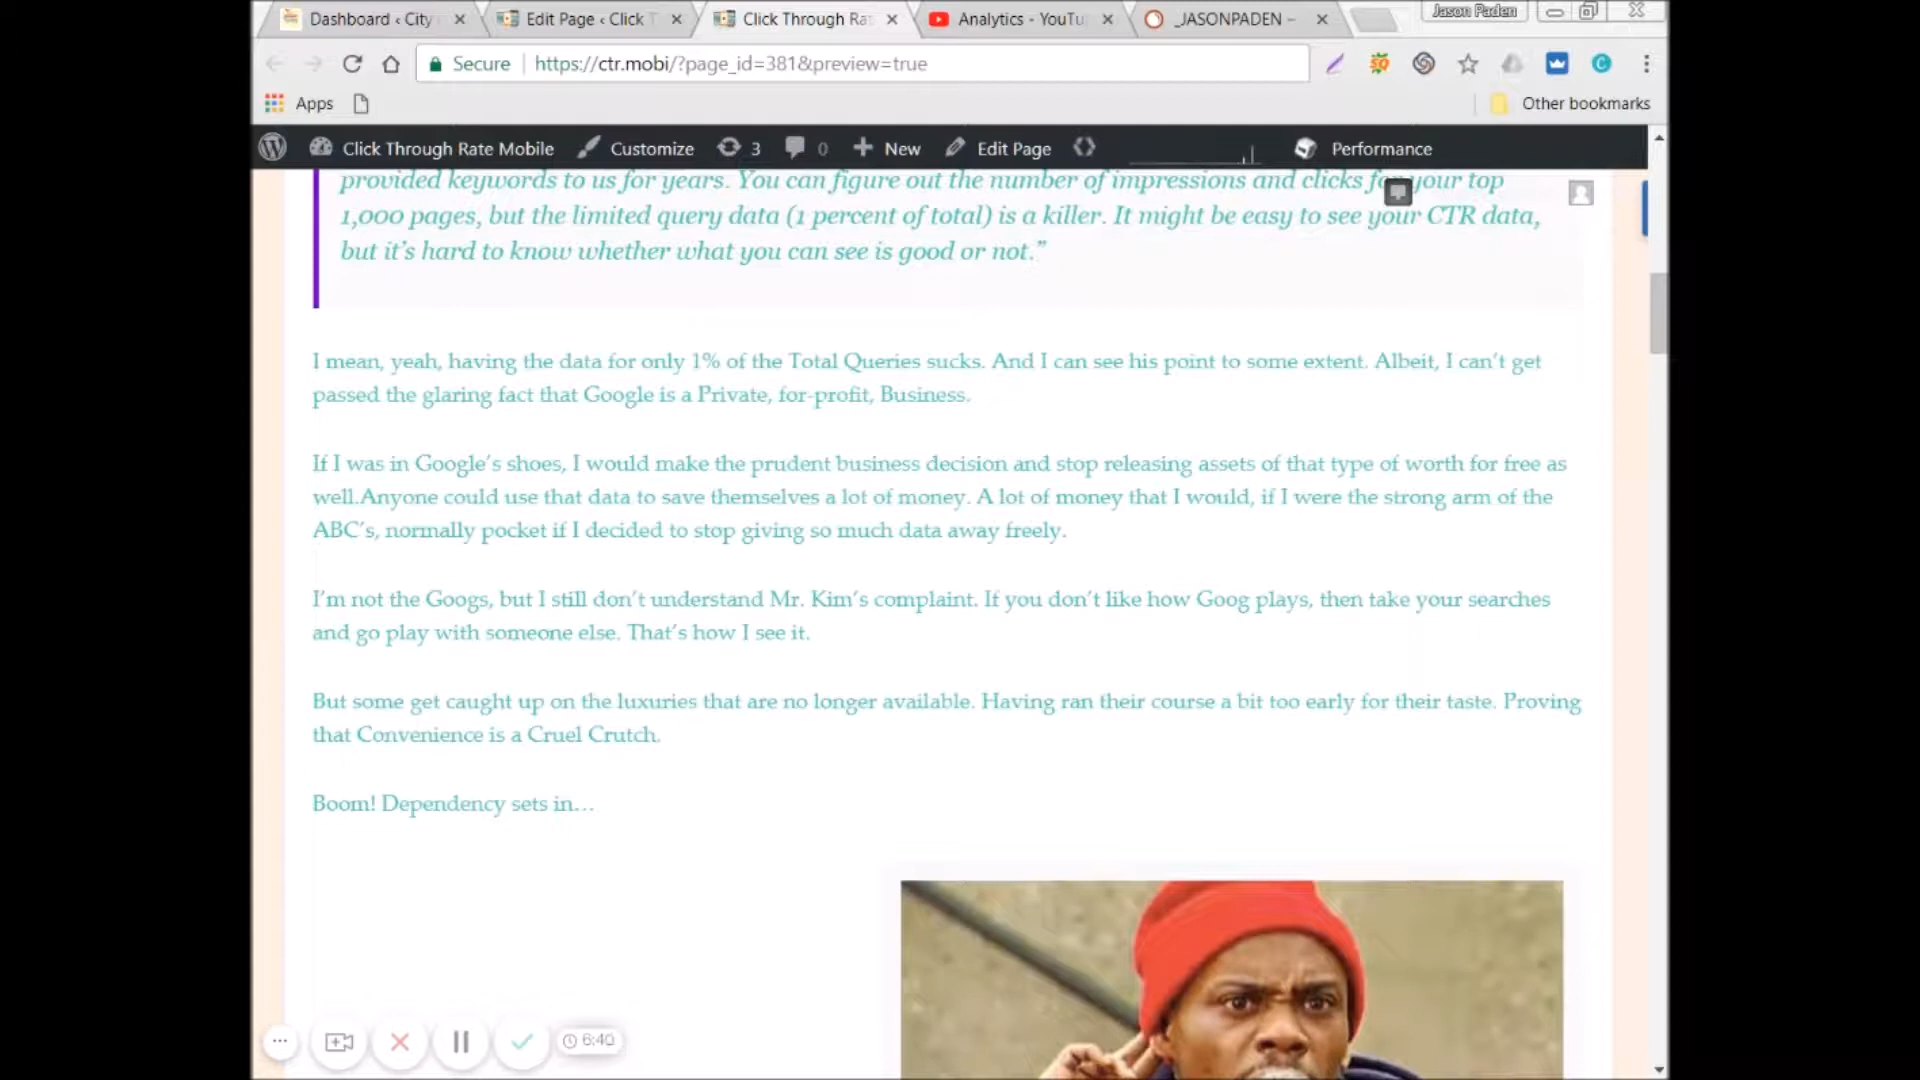 Dashboard ‹ City
Edit Page ‹ Click T
Click Through Rat
Analytics - YouTu
_JASONPADEN –
Jason Paden
Secure
https://ctr.mobi/?page_id=381&preview=true
Apps
Other bookmarks
Click Through Rate Mobile
Customize
3
0
New
Edit Page
Performance
provided keywords to us for years. You can figure out the number of impressions and clicks for your top
1,000 pages, but the limited query data (1 percent of total) is a killer. It might be easy to see your CTR data,
but it’s hard to know whether what you can see is good or not.”
I mean, yeah, having the data for only 1% of the Total Queries sucks. And I can see his point to some extent. Albeit, I can’t get
passed the glaring fact that Google is a Private, for-profit, Business.
If I was in Google’s shoes, I would make the prudent business decision and stop releasing assets of that type of worth for free as
well.Anyone could use that data to save themselves a lot of money. A lot of money that I would, if I were the strong arm of the
ABC’s, normally pocket if I decided to stop giving so much data away freely.
I’m not the Googs, but I still don’t understand Mr. Kim’s complaint. If you don’t like how Goog plays, then take your searches
and go play with someone else. That’s how I see it.
But some get caught up on the luxuries that are no longer available. Having ran their course a bit too early for their taste. Proving
that Convenience is a Cruel Crutch.
Boom! Dependency sets in…
6:40